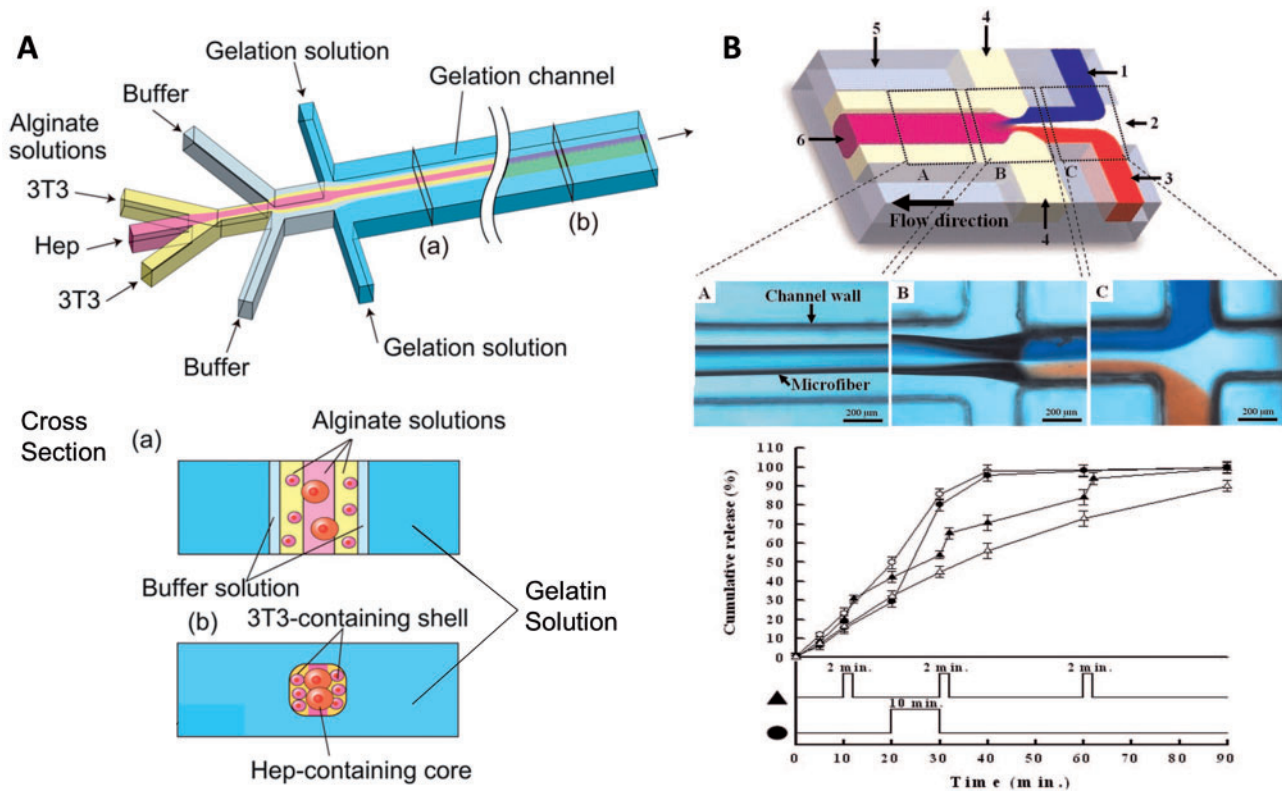 A
Gelation solution
Gelation channel
Buffer
Alginate
solutions
3T3
Hep
3T3
Buffer
Gelation solution
(a)
(b)
Cross
Section
(a)
Alginate solutions
Buffer solution
Gelatin
Solution
(b)
3T3-containing shell
Hep-containing core
B
5
4
1
2
6
3
A
B
C
Flow direction
4
A
Channel wall
Microfiber
200 µm
B
200 µm
C
200 µm
Cumulative release (%)
110
100
90
80
70
60
50
40
30
20
10
0
2 min.
2 min.
2 min.
10 min.
0 10 20 30 40 50 60 70 80 90
Time (min.)